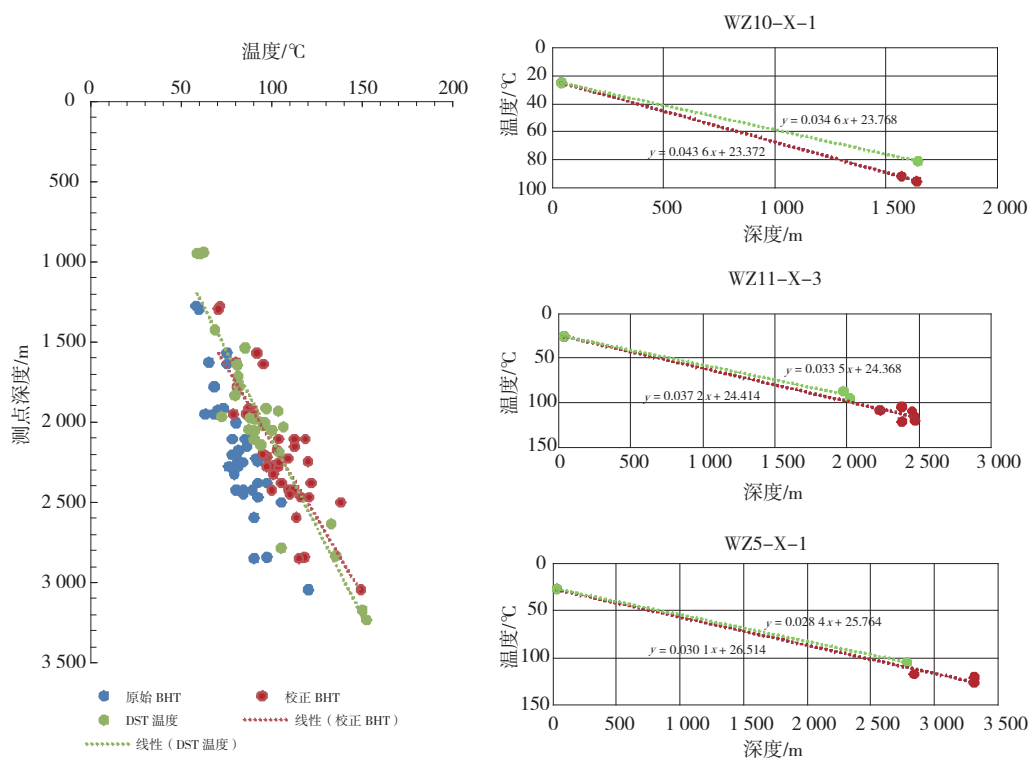 温度/℃
0 50 100 150 200
0
500
1 000
1 500
2 000
2 500
3 000
3 500
测点深度/m
原始 BHT
校正 BHT
DST 温度
线性（校正 BHT）
线性（DST 温度）
WZ10-X-1
0
20
40
60
80
100
温度/℃
y = 0.034 6x + 23.768
y = 0.043 6x + 23.372
0 500 1 000 1 500 2 000
深度/m
WZ11-X-3
0
50
100
150
温度/℃
y = 0.033 5x + 24.368
y = 0.037 2x + 24.414
0 500 1 000 1 500 2 000 2 500 3 000
深度/m
WZ5-X-1
0
50
100
150
温度/℃
y = 0.028 4x + 25.764
y = 0.030 1x + 26.514
0 500 1 000 1 500 2 000 2 500 3 000 3 500
深度/m